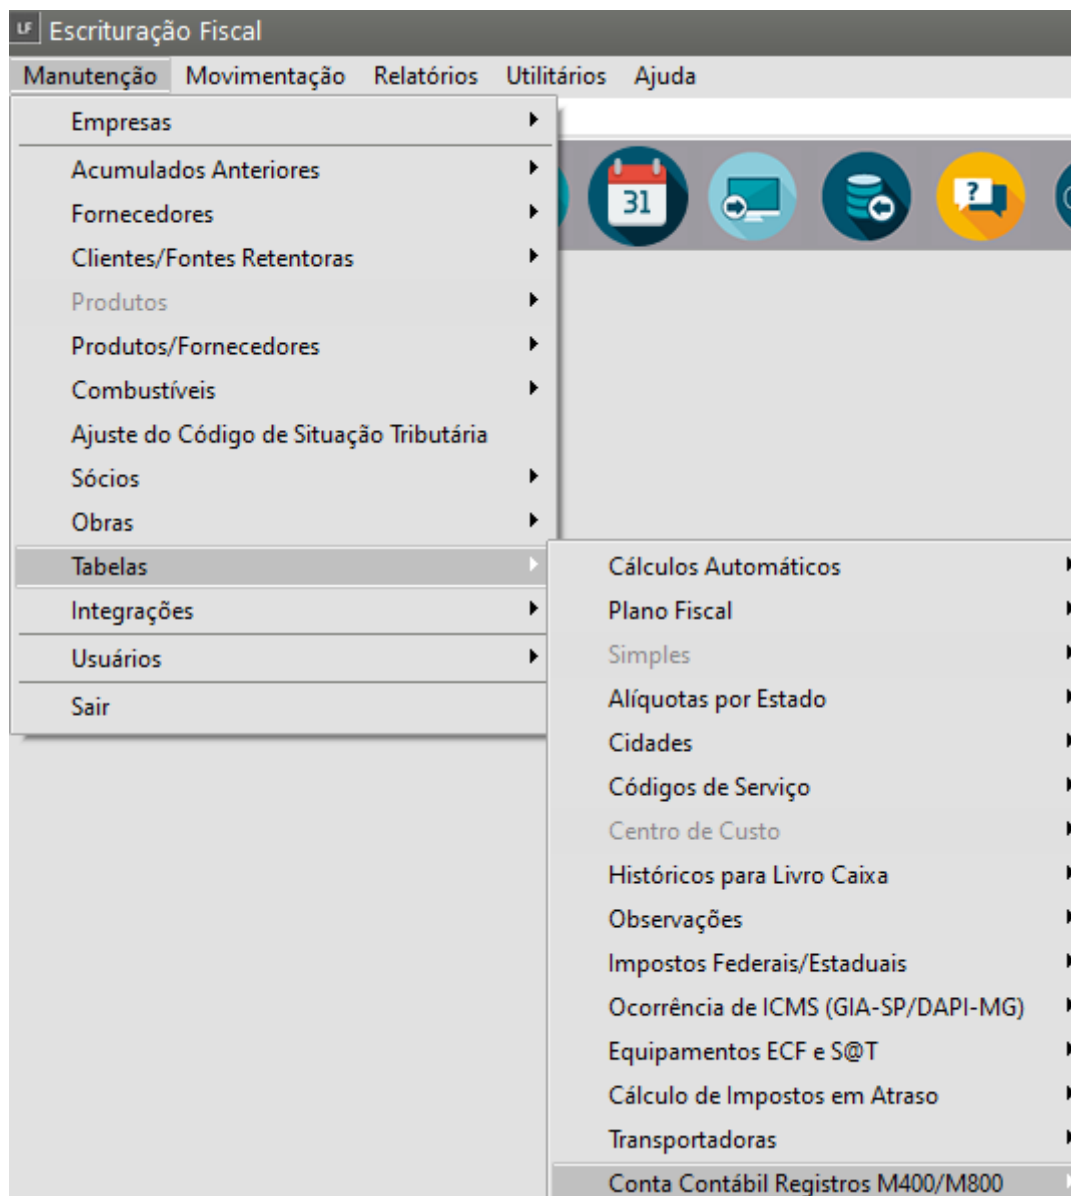 LF Escrituração Fiscal
Manutenção Movimentação Relatórios Utilitários Ajuda
Empresas
Acumulados Anteriores
Fornecedores
Clientes/Fontes Retentoras
Produtos
Produtos/Fornecedores
Combustíveis
Ajuste do Código de Situação Tributária
Sócios
Obras
Tabelas
Integrações
Usuários
Sair
31
?
Cálculos Automáticos
Plano Fiscal
Simples
Alíquotas por Estado
Cidades
Códigos de Serviço
Centro de Custo
Históricos para Livro Caixa
Observações
Impostos Federais/Estaduais
Ocorrência de ICMS (GIA-SP/DAPI-MG)
Equipamentos ECF e S@T
Cálculo de Impostos em Atraso
Transportadoras
Conta Contábil Registros M400/M800